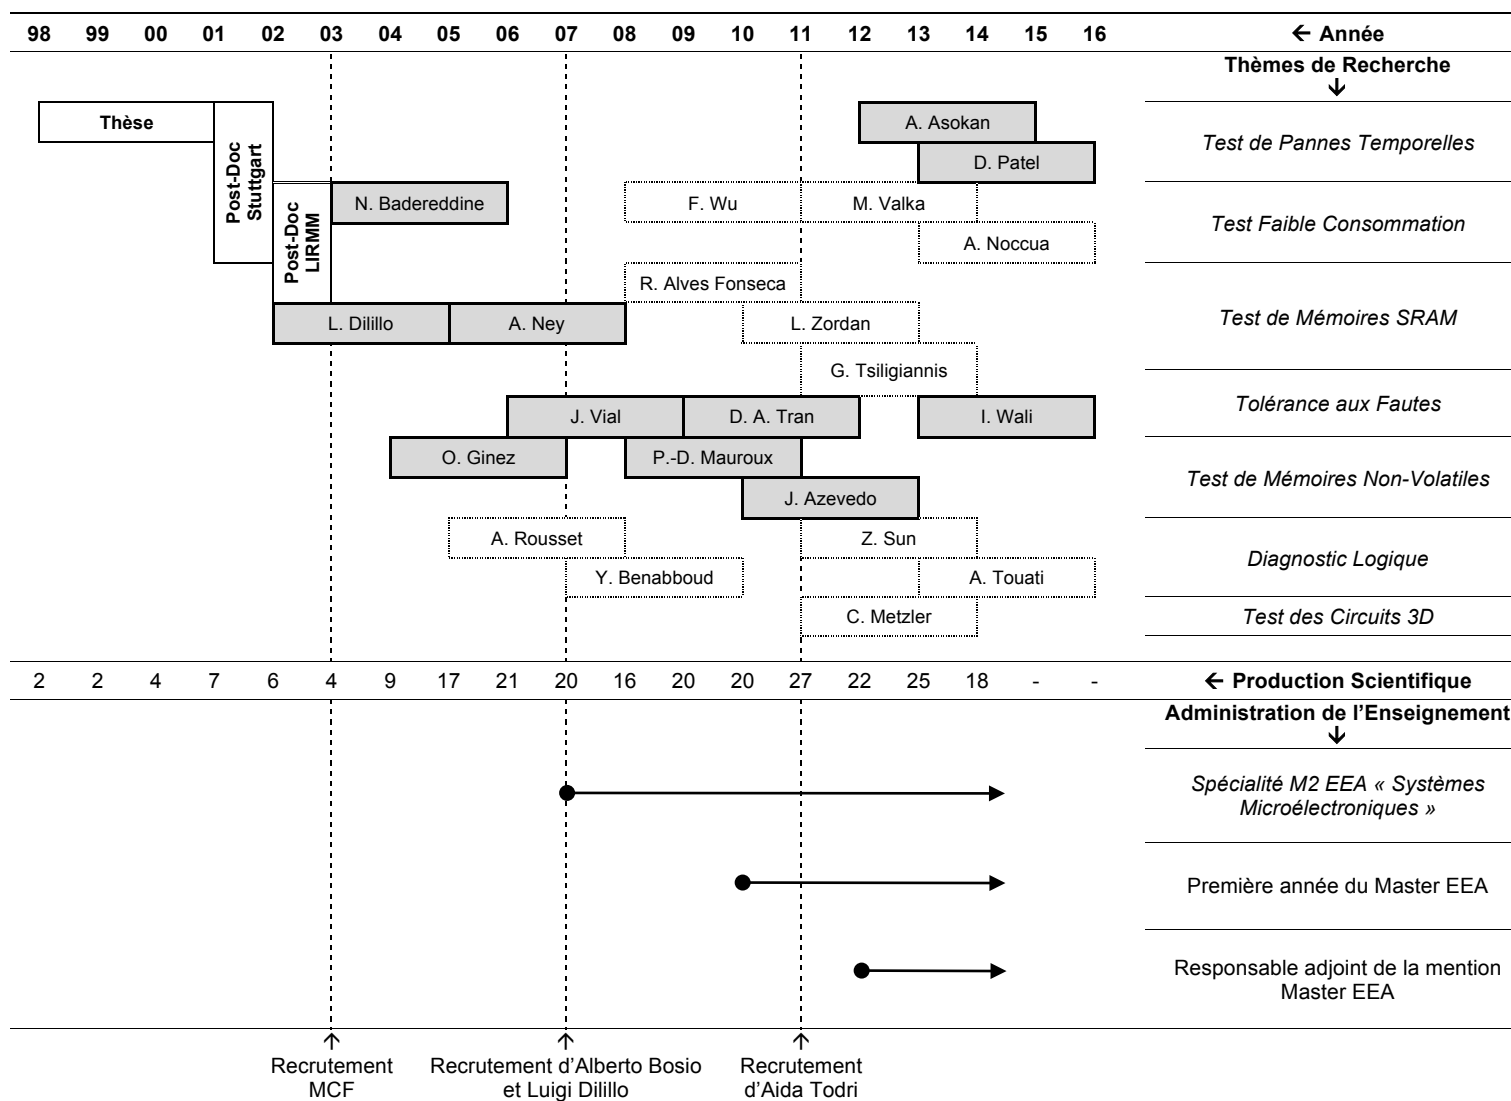 98 99 00 01 02 03 04 05 06 07 08 09 10 11 12 13 14 15 16 ← Année
Thèmes de Recherche
↓
Thèse
A. Asokan
Test de Pannes Temporelles
D. Patel
Post-Doc
Stuttgart
Post-Doc
LIRMM
N. Badereddine
F. Wu
M. Valka
Test Faible Consommation
A. Noccua
R. Alves Fonseca
L. Dilillo
A. Ney
L. Zordan
Test de Mémoires SRAM
G. Tsiligiannis
J. Vial
D. A. Tran
I. Wali
Tolérance aux Fautes
O. Ginez
P.-D. Mauroux
Test de Mémoires Non-Volatiles
J. Azevedo
A. Rousset
Z. Sun
Diagnostic Logique
Y. Benabboud
A. Touati
C. Metzler
Test des Circuits 3D
2 2 4 7 6 4 9 17 21 20 16 20 20 27 22 25 18 - - ← Production Scientifique
Administration de l’Enseignement
↓
Spécialité M2 EEA « Systèmes
Microélectroniques »
Première année du Master EEA
Responsable adjoint de la mention
Master EEA
↑
Recrutement
MCF
↑
Recrutement d’Alberto Bosio
et Luigi Dilillo
↑
Recrutement
d’Aida Todri